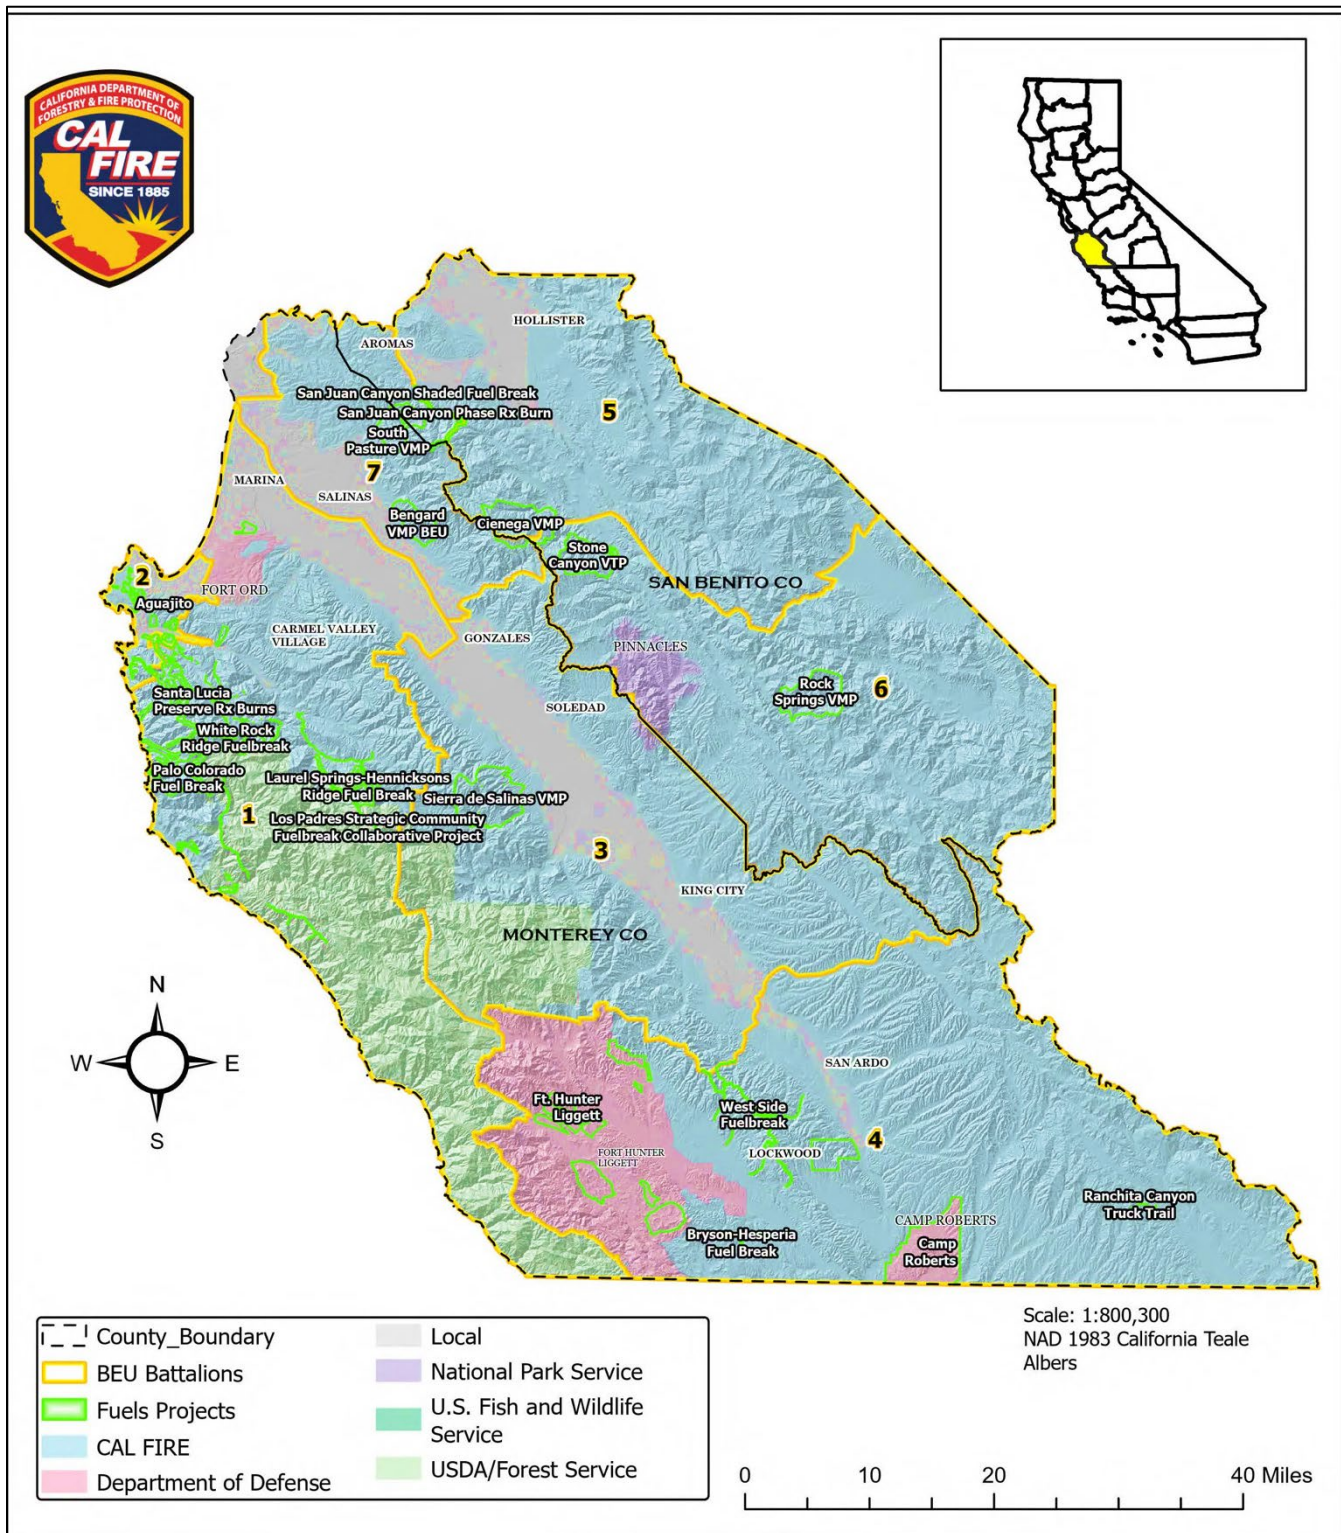 CALIFORNIA DEPARTMENT OF
FORESTRY & FIRE PROTECTION
CAL
FIRE
SINCE 1885
HOLLISTER
AROMAS
San Juan Canyon Shaded Fuel Break
San Juan Canyon Phase Rx Burn
5
South
Pasture VMP
7
MARINA
SALINAS
Bengard
VMP BEU
Cienega VMP
Stone
Canyon VTP
SAN BENITO CO
2
FORT ORD
Aguajito
CARMEL VALLEY
VILLAGE
GONZALES
PINNACLES
Rock
Springs VMP
6
Santa Lucia
Preserve Rx Burns
SOLEDAD
White Rock
Ridge Fuelbreak
Palo Colorado
Fuel Break
Laurel Springs-Hennicksons
Ridge Fuel Break
Sierra de Salinas VMP
1
Los Padres Strategic Community
Fuelbreak Collaborative Project
3
KING CITY
MONTEREY CO
N
W
E
S
SAN ARDO
Ft. Hunter
Liggett
West Side
Fuelbreak
4
FORT HUNTER
LIGGETT
LOCKWOOD
Ranchita Canyon
Truck Trail
CAMP ROBERTS
Bryson-Hesperia
Fuel Break
Camp
Roberts
County_Boundary
BEU Battalions
Fuels Projects
CAL FIRE
Department of Defense
Local
National Park Service
U.S. Fish and Wildlife
Service
USDA/Forest Service
Scale: 1:800,300
NAD 1983 California Teale
Albers
0 10 20 40 Miles